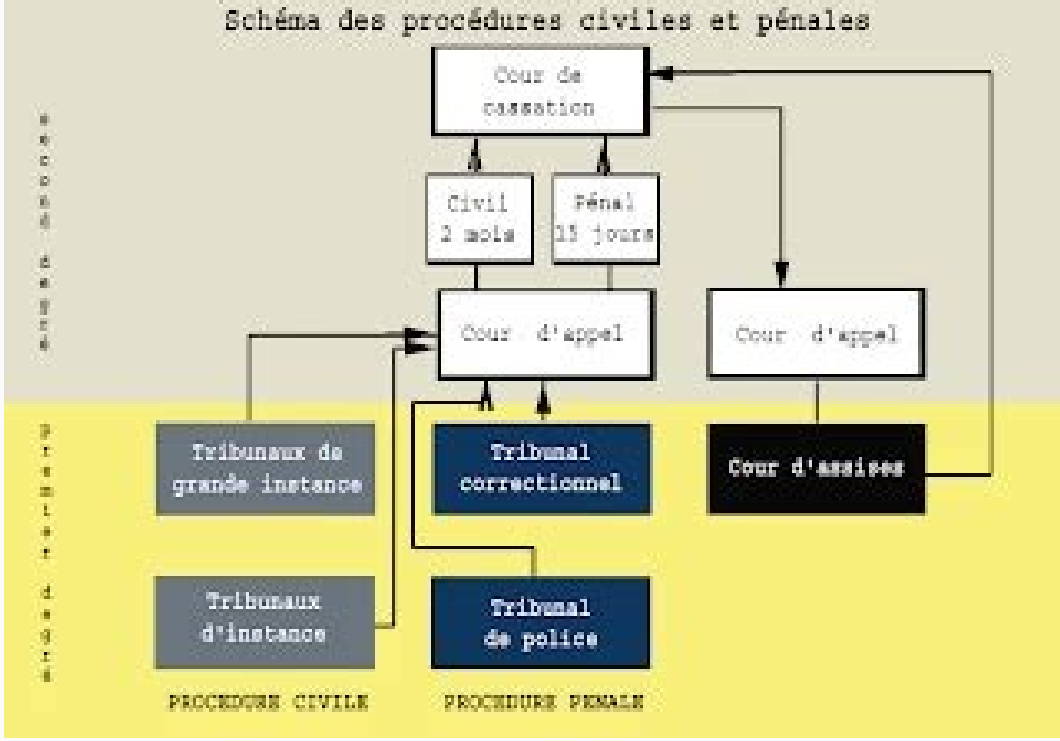 Schéma des procédures civiles et pénales
Cour de
cassation
Civil
2 mois
Pénal
15 jours
Cour d'appel
Cour d'appel
second degré
Tribunaux de
grande instance
Tribunal
correctionnel
Cour d'assises
Tribunaux
d'instance
Tribunal
de police
premier degré
PROCEDURE CIVILE
PROCEDURE PENALE